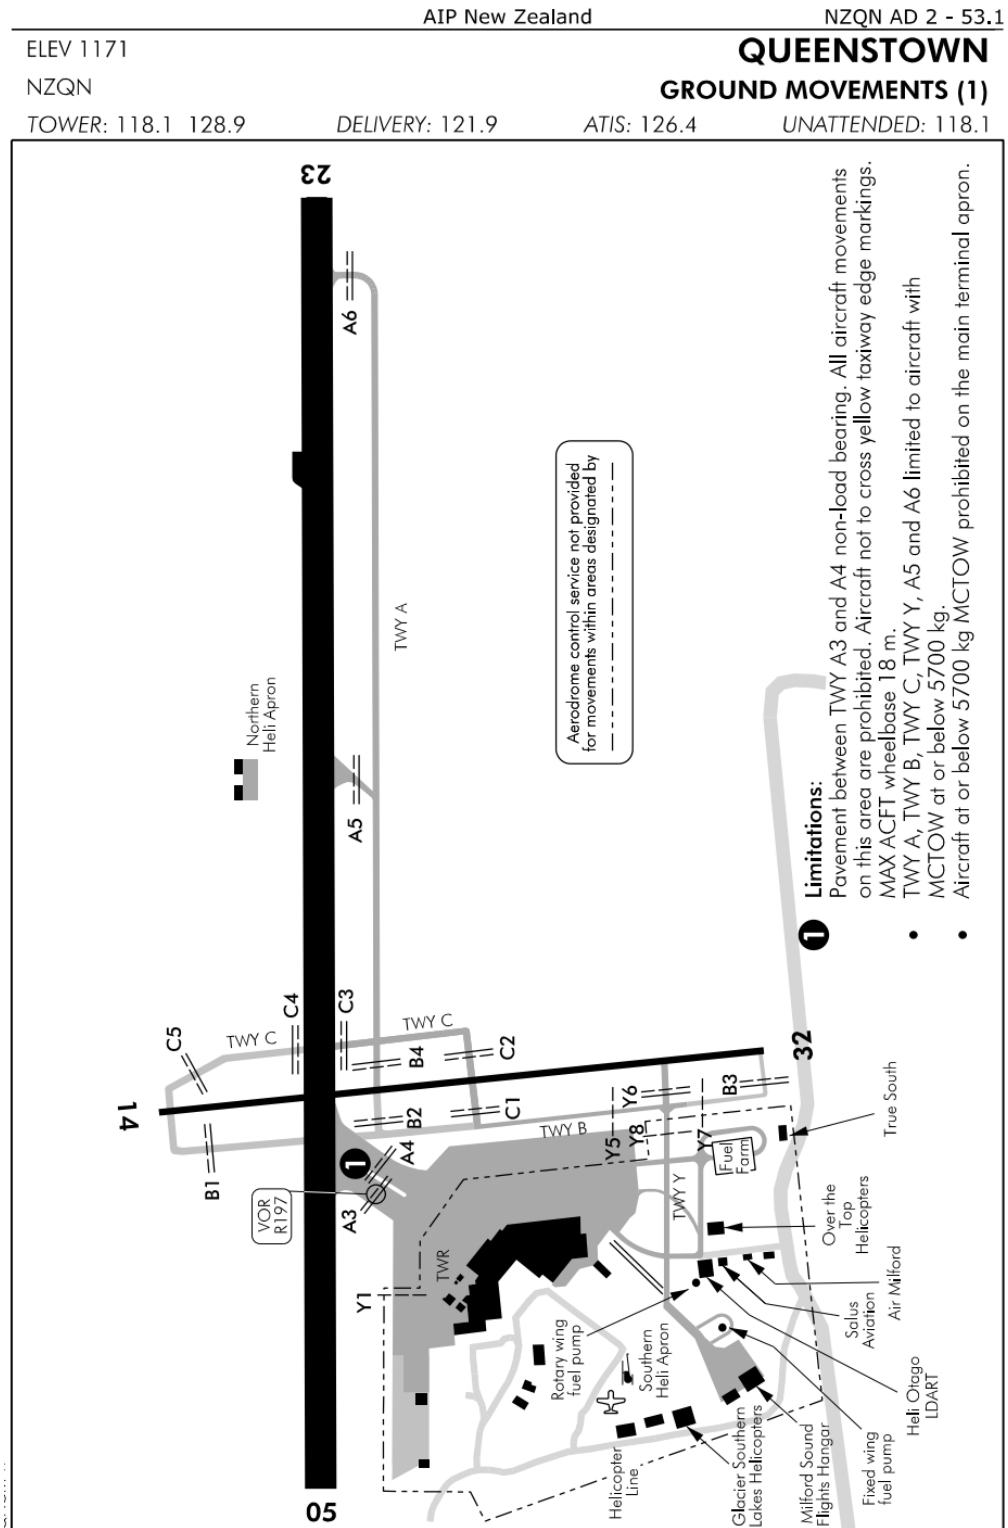 AIP New Zealand
NZQN AD 2 - 53.1
ELEV 1171
QUEENSTOWN
NZQN
GROUND MOVEMENTS (1)
TOWER: 118.1 128.9
DELIVERY: 121.9
ATIS: 126.4
UNATTENDED: 118.1
23
A6
Aerodrome control service not provided
for movements within areas designated by
TWY A
Northern
Heli Apron
A5
C5
TWY C
C4
C3
TWY C
B4
C2
14
32
B2
C1
TWY B
Y5
Y8
Y6
Y7
B3
True South
B1
1
A4
A3
VOR
R197
Fuel
Farm
TWY Y
Over the
Top
Helicopters
TWR
Y1
Air Milford
Salus
Aviation
Rotary wing
fuel pump
Southern
Heli Apron
Heli Otago
LDART
Helicopter
Line
Glacier Southern
Lakes Helicopters
Milford Sound
Flights Hangar
Fixed wing
fuel pump
05
1
Limitations:
Pavement between TWY A3 and A4 non-load bearing. All aircraft movements
on this area are prohibited. Aircraft not to cross yellow taxiway edge markings.
MAX ACFT wheelbase 18 m.
• TWY A, TWY B, TWY C, TWY Y, A5 and A6 limited to aircraft with
MCTOW at or below 5700 kg.
• Aircraft at or below 5700 kg MCTOW prohibited on the main terminal apron.